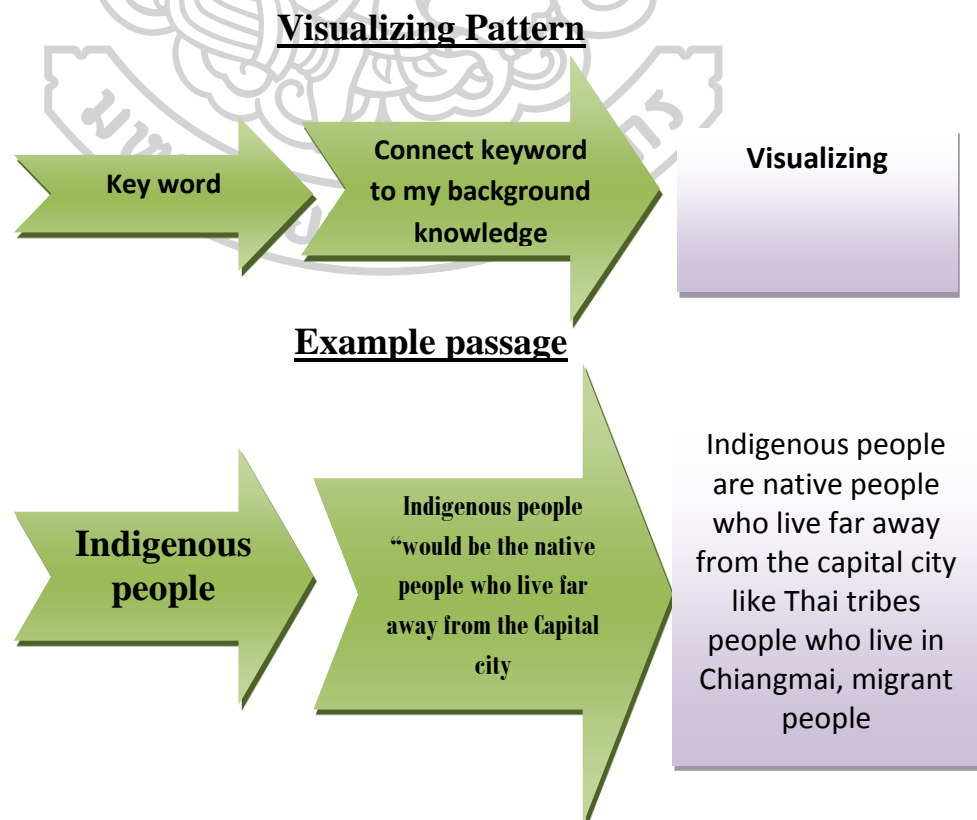 Visualizing Pattern
Key word
Connect keyword
to my background
knowledge
Visualizing
Example passage
Indigenous
people
Indigenous people
“would be the native
people who live far
away from the Capital
city
Indigenous people
are native people
who live far away
from the capital city
like Thai tribes
people who live in
Chiangmai, migrant
people